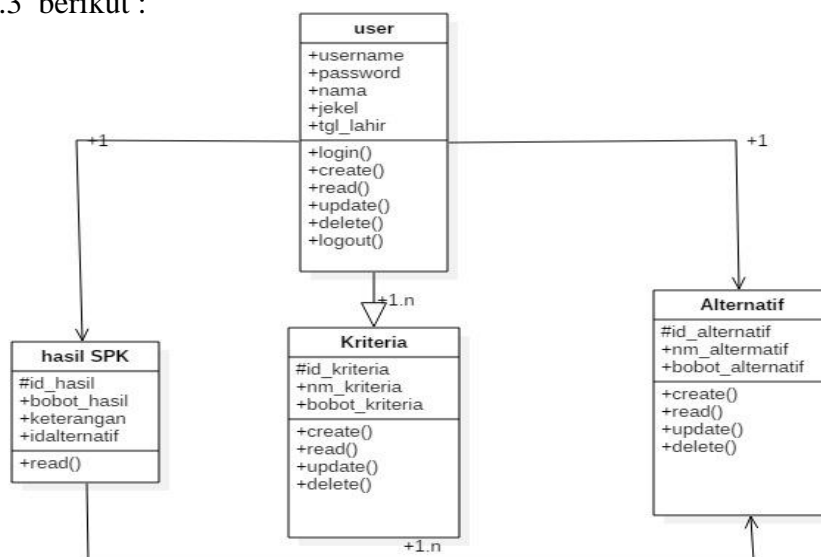 .3 berikut :
user
+username
+password
+nama
+jekel
+tgl_lahir
+login()
+create()
+read()
+update()
+delete()
+logout()
+1
+1
+1.n
hasil SPK
#id_hasil
+bobot_hasil
+keterangan
+idalternatif
+read()
Kriteria
#id_kriteria
+nm_kriteria
+bobot_kriteria
+create()
+read()
+update()
+delete()
+1.n
Alternatif
#id_alternatif
+nm_altermatif
+bobot_alternatif
+create()
+read()
+update()
+delete()